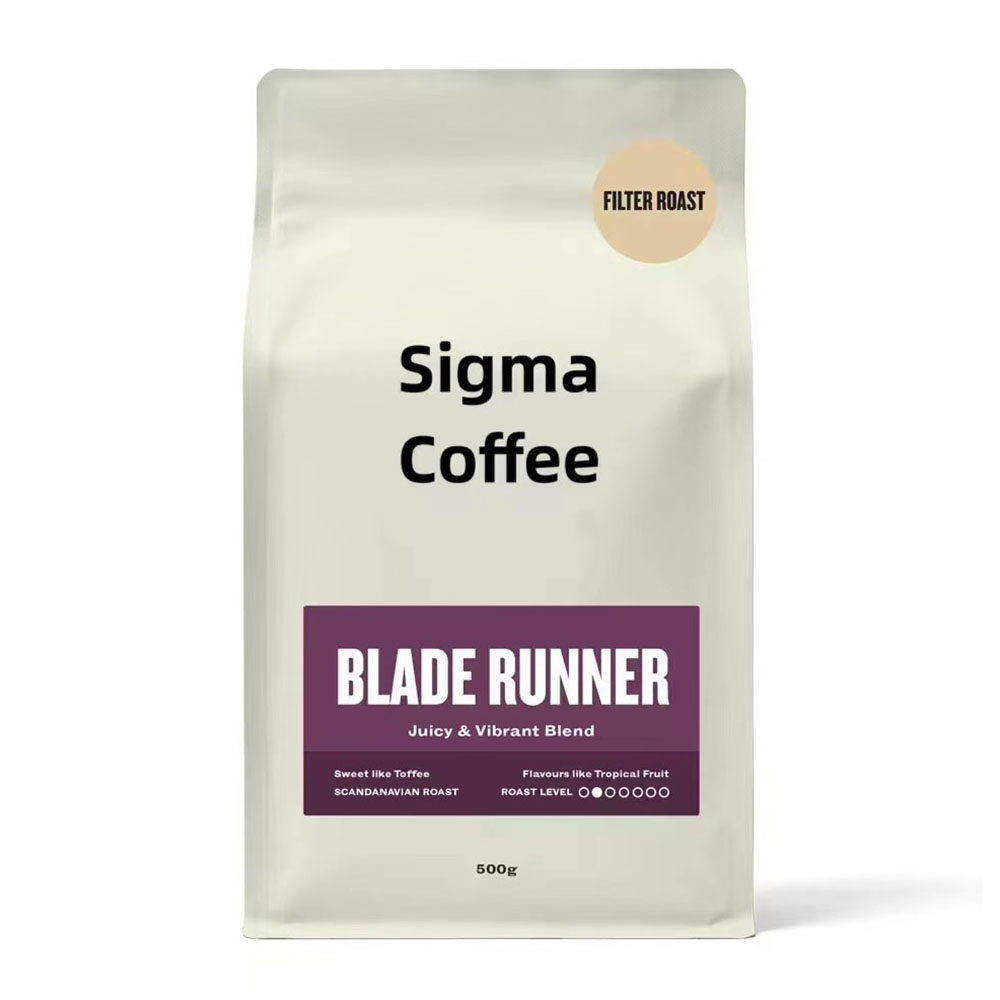 FILTER ROAST
Sigma
Coffee
BLADE RUNNER
Juicy & Vibrant Blend
Sweet like Toffee
Flavours like Tropical Fruit
SCANDANAVIAN ROAST
ROAST LEVEL
500g